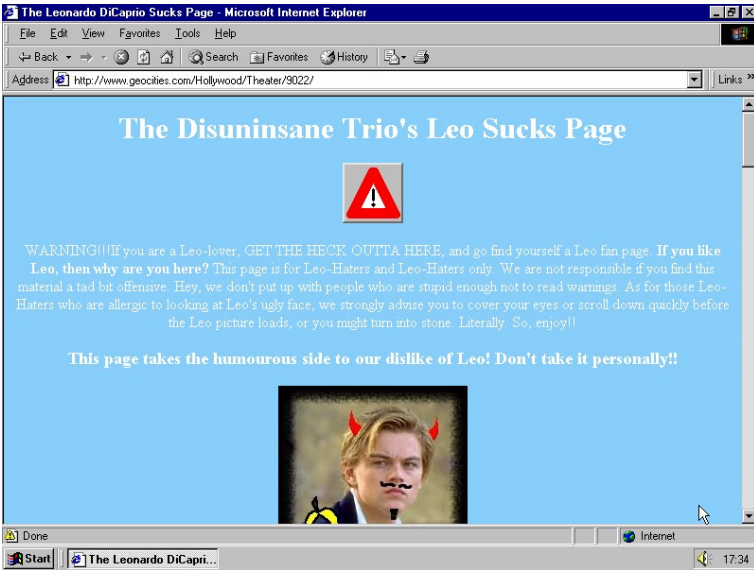 The Leonardo DiCaprio Sucks Page - Microsoft Internet Explorer
File Edit View Favorites Tools Help
Back Search Favorites History
Address http://www.geocities.com/Hollywood/Theater/9022/ Links »
The Disuninsane Trio's Leo Sucks Page
WARNING!!!If you are a Leo-lover, GET THE HECK OUTTA HERE, and go find yourself a Leo fan page. If you like
Leo, then why are you here? This page is for Leo-Haters and Leo-Haters only. We are not responsible if you find this
material a tad bit offensive. Hey, we don't put up with people who are stupid enough not to read warnings. As for those Leo-
Haters who are allergic to looking at Leo's ugly face, we strongly advise you to cover your eyes or scroll down quickly before
the Leo picture loads, or you might turn into stone. Literally. So, enjoy!!
This page takes the humourous side to our dislike of Leo! Don't take it personally!!
Done Internet
Start The Leonardo DiCapri... 17:34